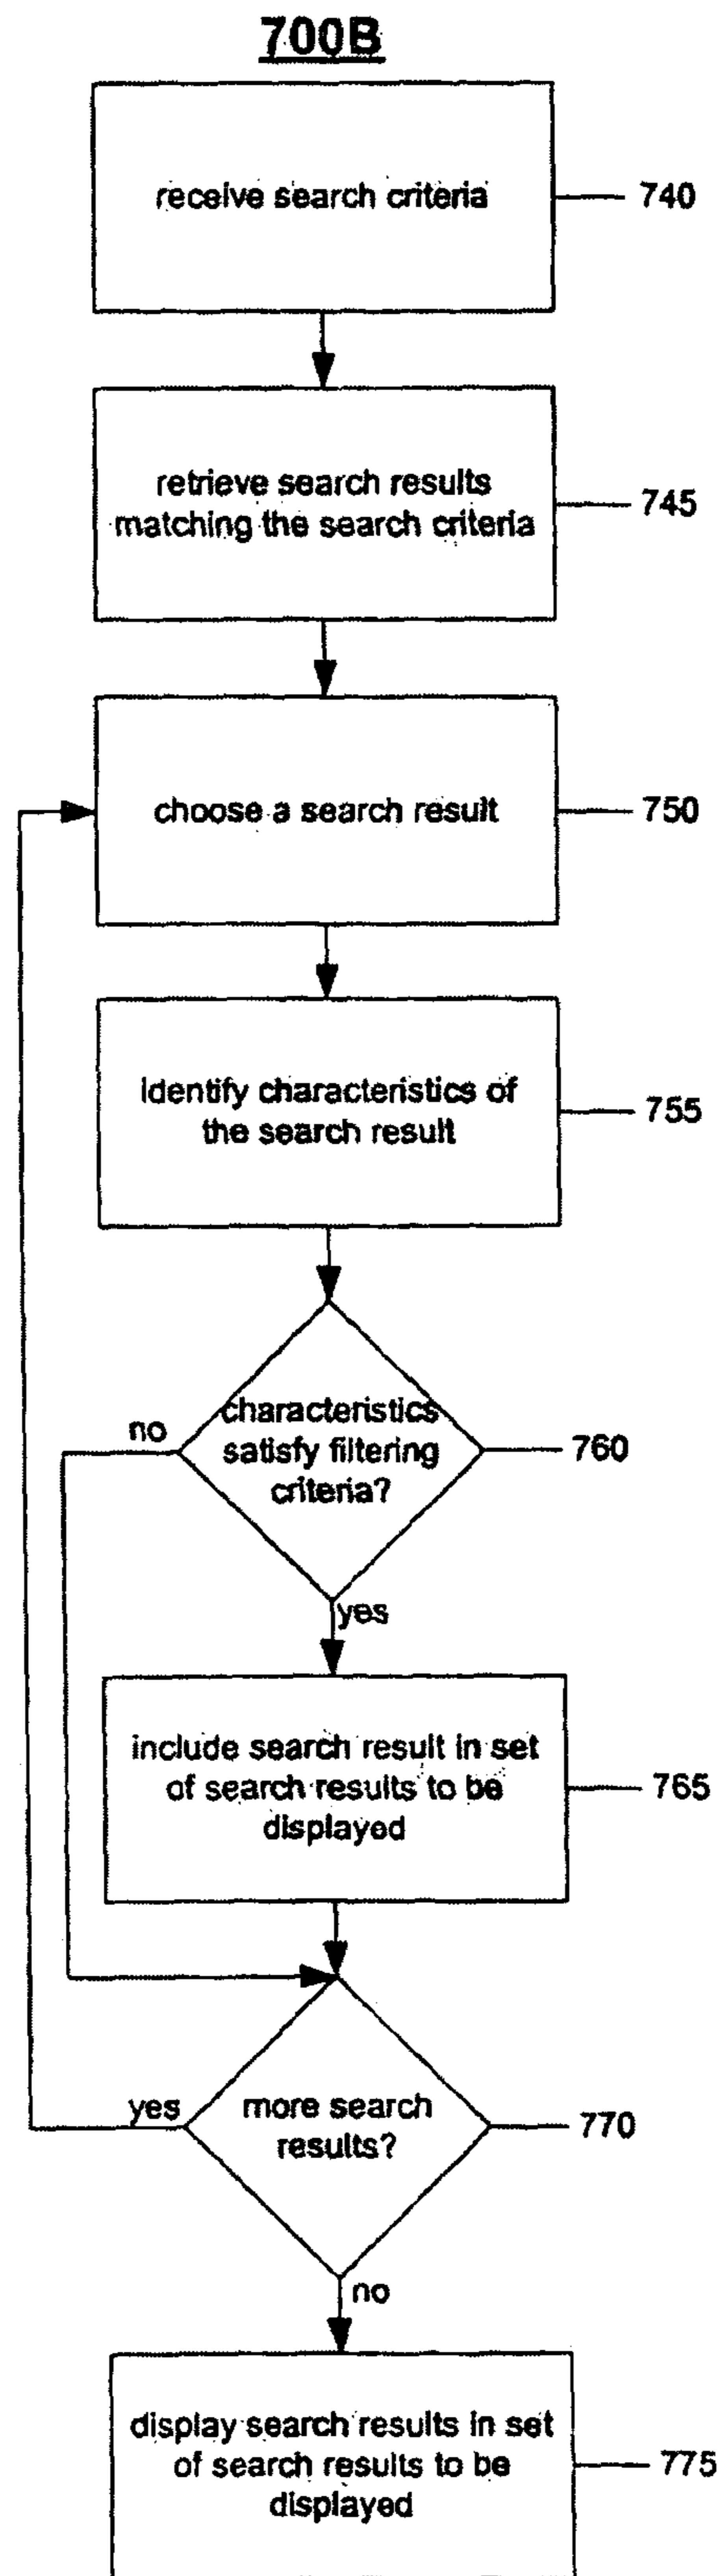 700B
receive search criteria
740
retrieve search results
matching the search criteria
745
choose a search result
750
identify characteristics of
the search result
755
characteristics
satisfy filtering
criteria?
no
760
yes
include search result in set
of search results to be
displayed
765
yes
more search
results?
770
no
display search results in set
of search results to be
displayed
775